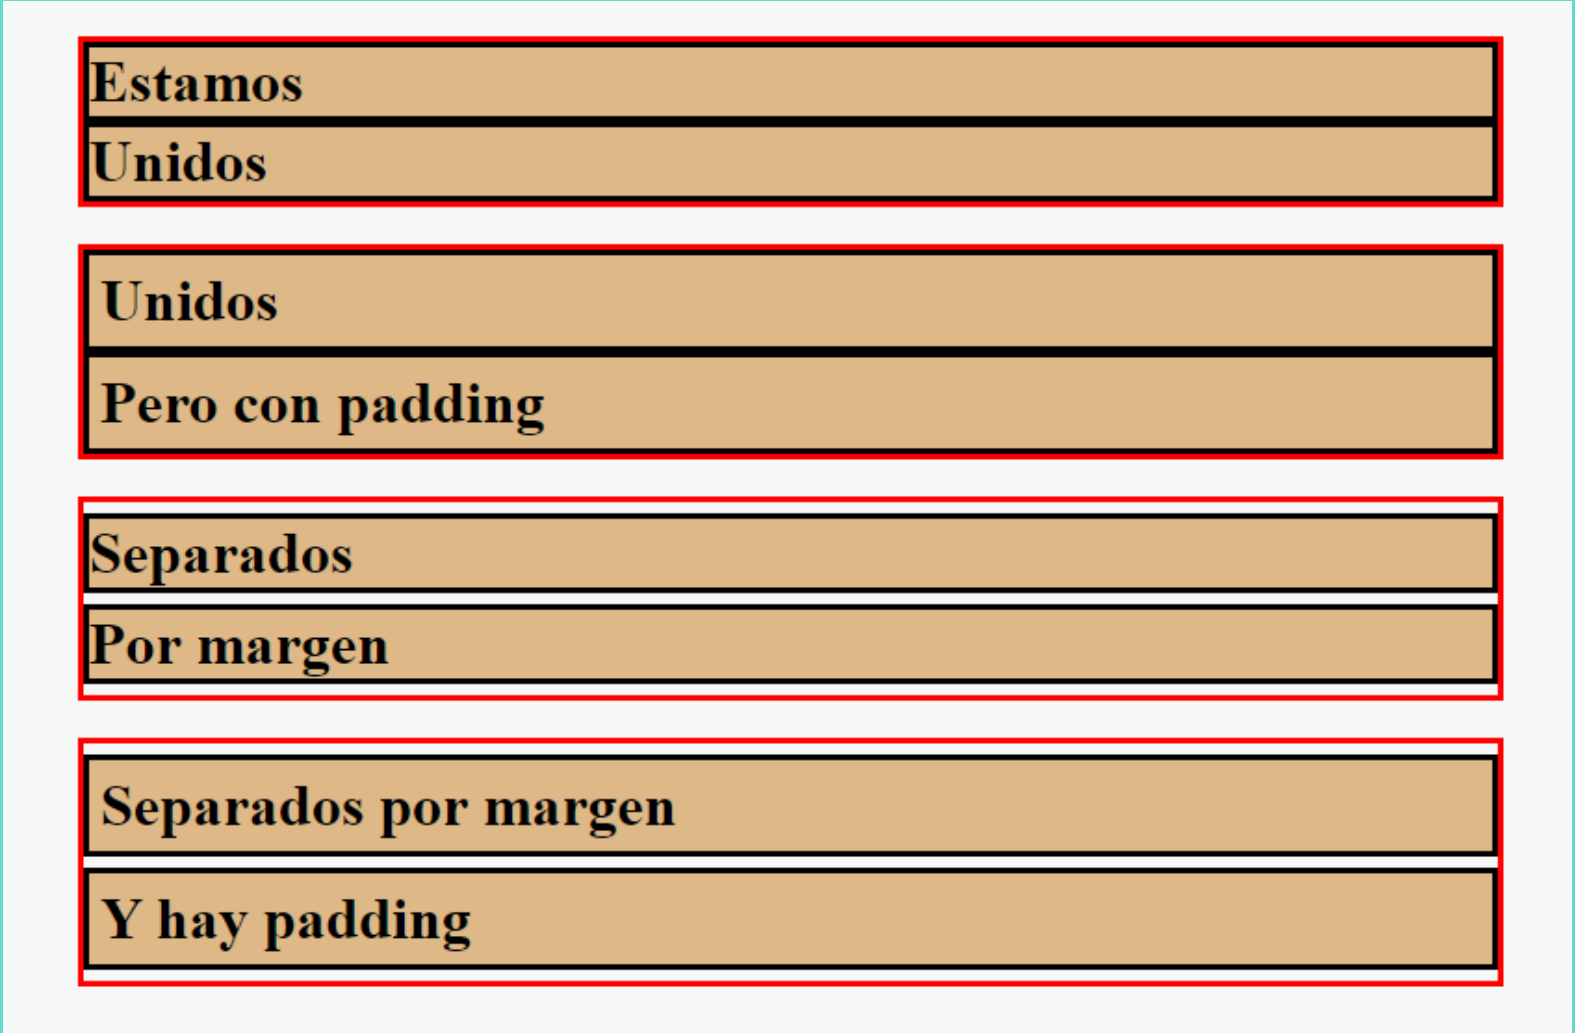 Estamos
Unidos
Unidos
Pero con padding
Separados
Por margen
Separados por margen
Y hay padding